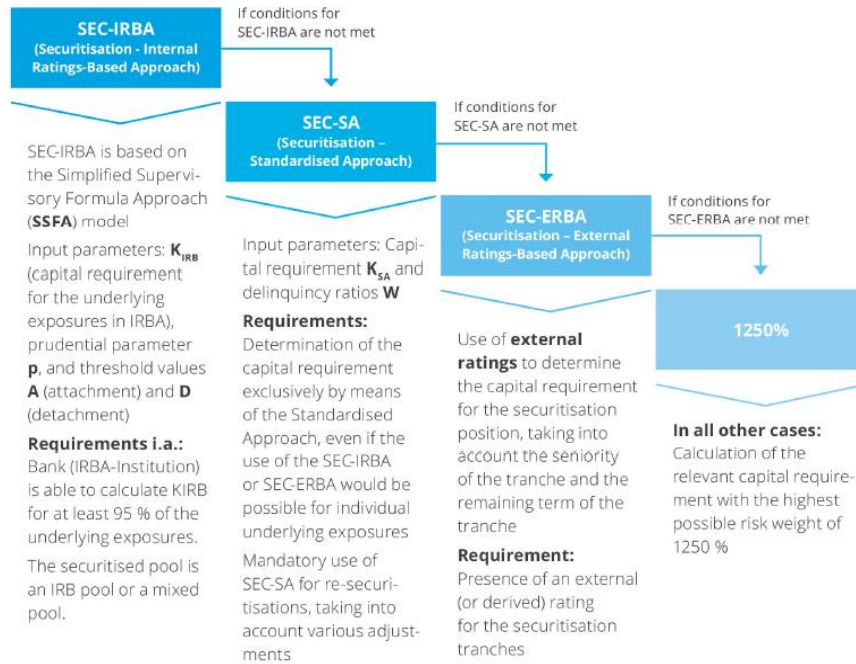 SEC-IRBA
(Securitisation - Internal
Ratings-Based Approach)
If conditions for
SEC-IRBA are not met
SEC-IRBA is based on
the Simplified Supervi-
sory Formula Approach
(SSFA) model
Input parameters: KIRB
(capital requirement
for the underlying
exposures in IRBA),
prudential parameter
p, and threshold values
A (attachment) and D
(detachment)
Requirements i.a.:
Bank (IRBA-Institution)
is able to calculate KIRB
for at least 95 % of the
underlying exposures.
The securitised pool is
an IRB pool or a mixed
pool.
SEC-SA
(Securitisation –
Standardised Approach)
If conditions for
SEC-SA are not met
Input parameters: Capi-
tal requirement KSA and
delinquency ratios W
Requirements:
Determination of the
capital requirement
exclusively by means
of the Standardised
Approach, even if the
use of the SEC-IRBA
or SEC-ERBA would be
possible for individual
underlying exposures
Mandatory use of
SEC-SA for re-securi-
tisations, taking into
account various adjust-
ments
SEC-ERBA
(Securitisation – External
Ratings-Based Approach)
If conditions for
SEC-ERBA are not met
Use of external
ratings to determine
the capital requirement
for the securitisation
position, taking into
account the seniority
of the tranche and the
remaining term of the
tranche
Requirement:
Presence of an external
(or derived) rating
for the securitisation
tranches
1250%
In all other cases:
Calculation of the
relevant capital require-
ment with the highest
possible risk weight of
1250 %